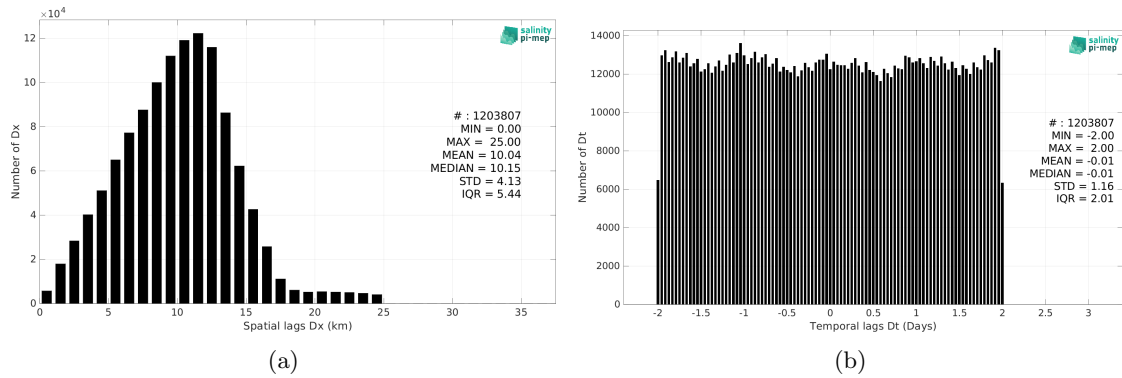 ×10⁴
12
10
8
6
4
2
0
Number of Dx
0 5 10 15 20 25 30 35
Spatial lags Dx (km)
salinity
pi-mep
# : 1203807
MIN = 0.00
MAX = 25.00
MEAN = 10.04
MEDIAN = 10.15
STD = 4.13
IQR = 5.44
(a)
14000
12000
10000
8000
6000
4000
2000
0
Number of Dt
-2 -1.5 -1 -0.5 0 0.5 1 1.5 2 2.5 3
Temporal lags Dt (Days)
salinity
pi-mep
# : 1203807
MIN = -2.00
MAX = 2.00
MEAN = -0.01
MEDIAN = -0.01
STD = 1.16
IQR = 2.01
(b)